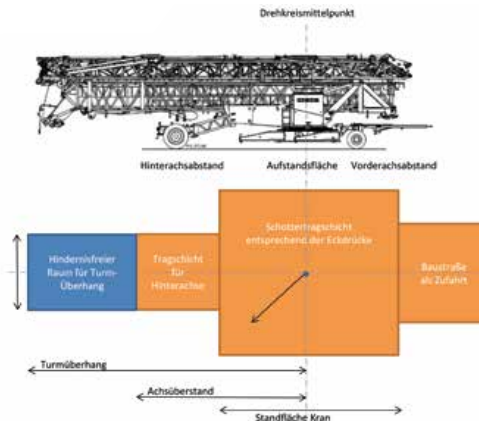 Drehkreismittelpunkt
Hinterachsabstand
Aufstandsfläche
Vorderachsabstand
Schottertragschicht
entsprechend der Eckdrücke
Hindernisfreier
Raum für Turm-
Überhang
Tragschicht
für
Hinterachse
Baustraße
als Zufahrt
Turmüberhang
Achsüberstand
Standfläche Kran